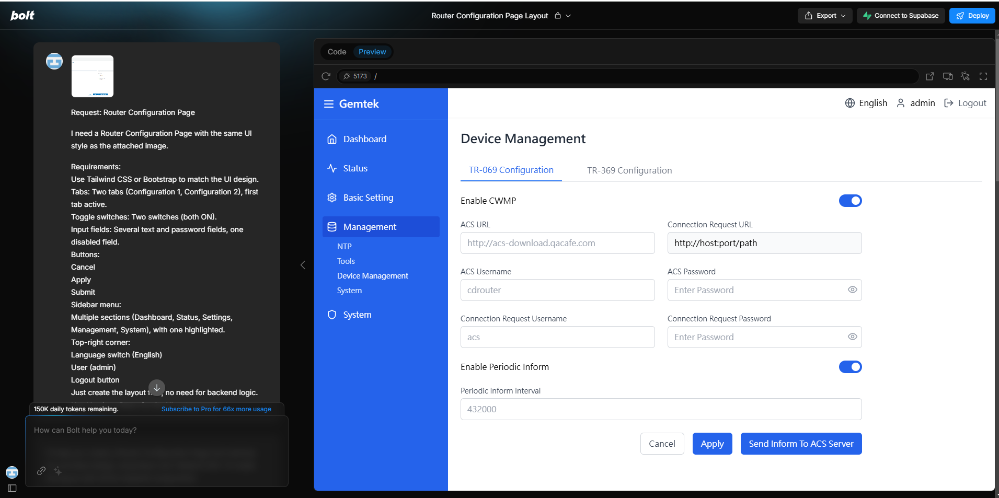 bolt
Router Configuration Page Layout
Export
Connect to Supabase
Deploy
Request: Router Configuration Page
I need a Router Configuration Page with the same UI
style as the attached image.
Requirements:
Use Tailwind CSS or Bootstrap to match the UI design.
Tabs: Two tabs (Configuration 1, Configuration 2), first
tab active.
Toggle switches: Two switches (both ON).
Input fields: Several text and password fields, one
disabled field.
Buttons:
Cancel
Apply
Submit
Sidebar menu:
Multiple sections (Dashboard, Status, Settings,
Management, System), with one highlighted.
Top-right corner:
Language switch (English)
User (admin)
Logout button
Just create the layout no need for backend logic.
150K daily tokens remaining.
Subscribe to Pro for 66x more usage
How can Bolt help you today?
Code
Preview
5173
/
Gemtek
Dashboard
Status
Basic Setting
Management
NTP
Tools
Device Management
System
System
English
admin
Logout
Device Management
TR-069 Configuration
TR-369 Configuration
Enable CWMP
ACS URL
Connection Request URL
http://acs-download.qacafe.com
http://host:port/path
ACS Username
ACS Password
cdrouter
Enter Password
Connection Request Username
Connection Request Password
acs
Enter Password
Enable Periodic Inform
Periodic Inform Interval
432000
Cancel
Apply
Send Inform To ACS Server